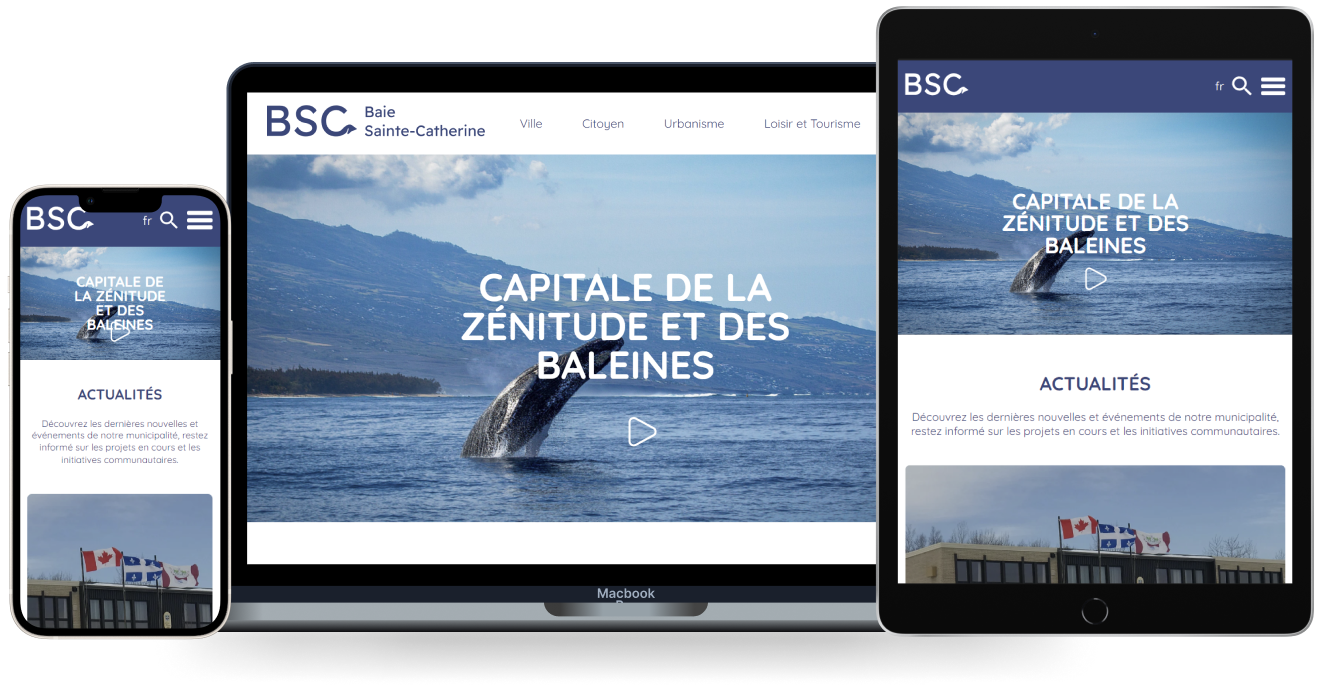 BSC
fr
CAPITALE DE
LA ZÉNITUDE
ET DES
BALEINES
ACTUALITÉS
Découvrez les dernières nouvelles et
événements de notre municipalité, restez
informé sur les projets en cours et les
initiatives communautaires.
BSC
Baie
Sainte-Catherine
Ville
Citoyen
Urbanisme
Loisir et Tourisme
CAPITALE DE LA
ZÉNITUDE ET DES
BALEINES
Macbook
BSC
fr
CAPITALE DE LA
ZÉNITUDE ET DES
BALEINES
ACTUALITÉS
Découvrez les dernières nouvelles et événements de notre municipalité,
restez informé sur les projets en cours et les initiatives communautaires.